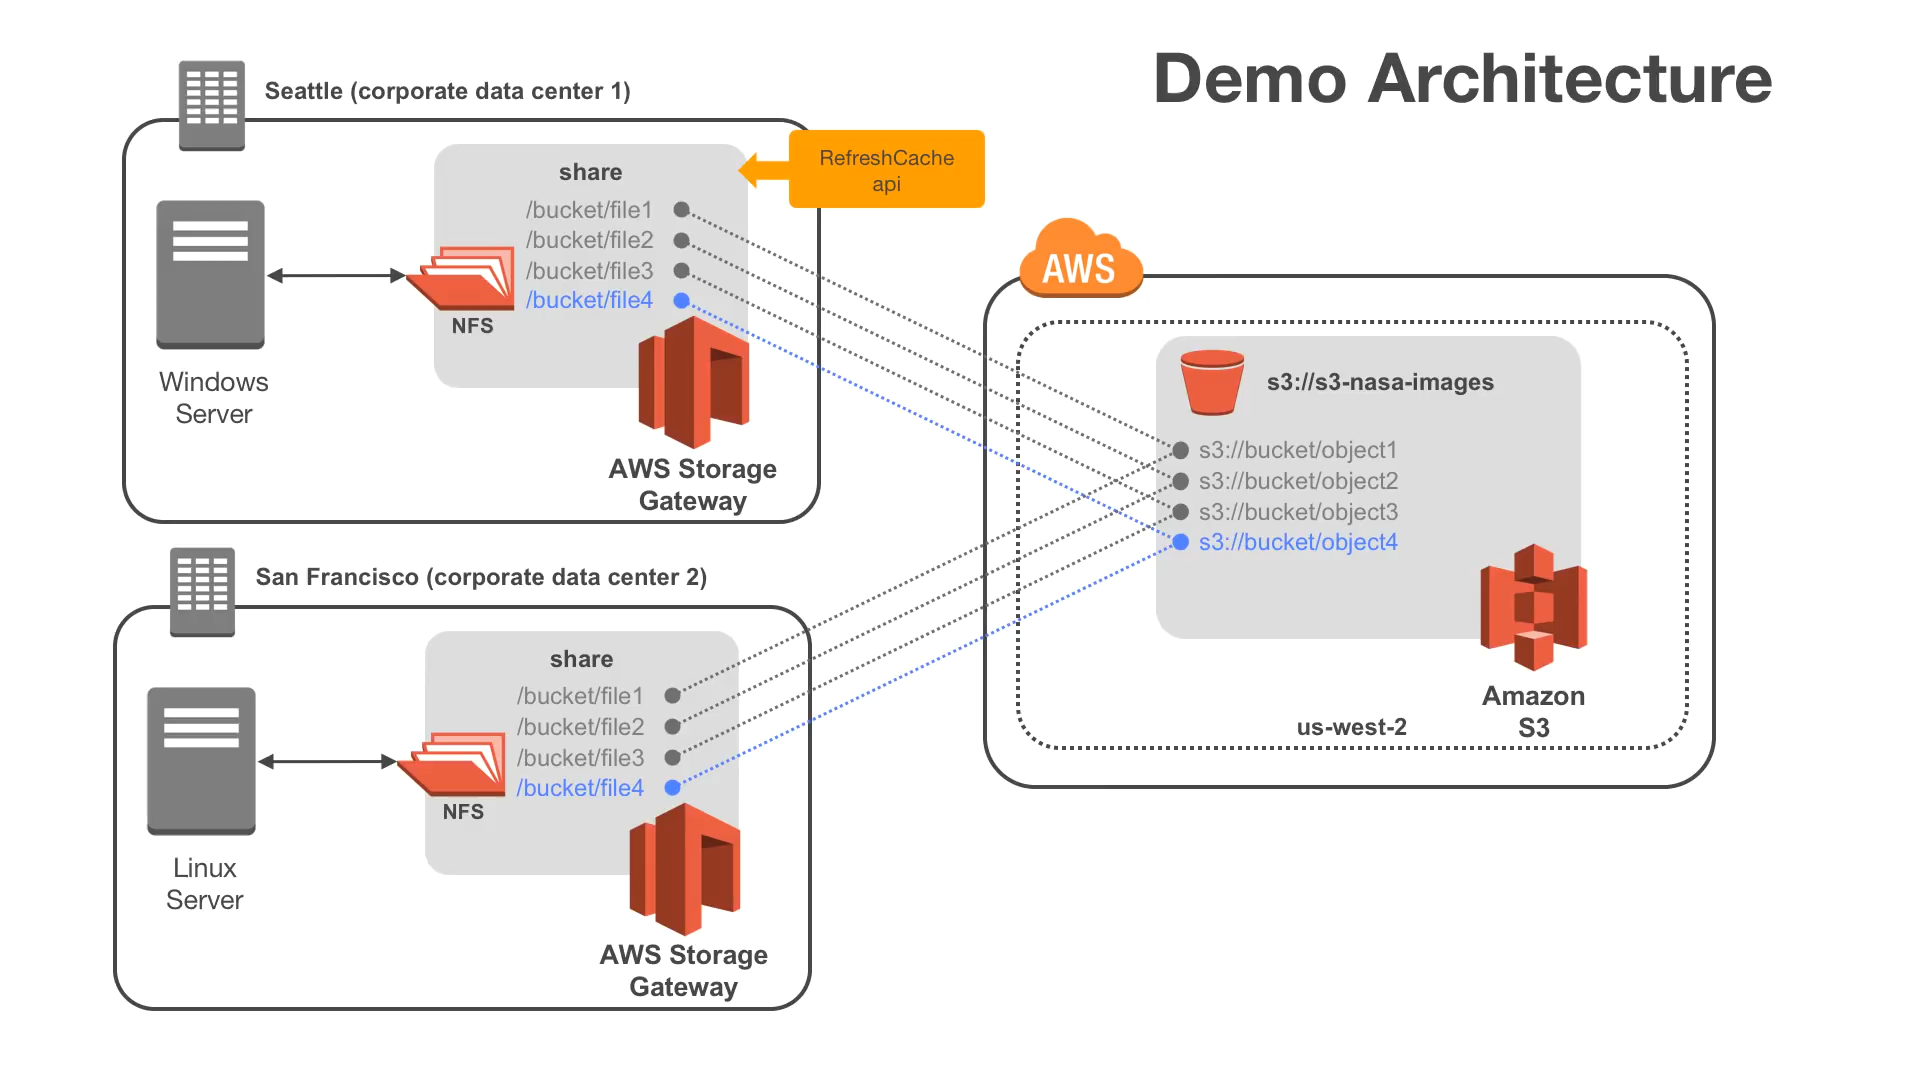 Demo Architecture
Seattle (corporate data center 1)
RefreshCache
api
share
/bucket/file1
/bucket/file2
/bucket/file3
/bucket/file4
NFS
Windows
Server
AWS Storage
Gateway
AWS
s3://s3-nasa-images
s3://bucket/object1
s3://bucket/object2
s3://bucket/object3
s3://bucket/object4
Amazon
S3
us-west-2
San Francisco (corporate data center 2)
share
/bucket/file1
/bucket/file2
/bucket/file3
/bucket/file4
NFS
Linux
Server
AWS Storage
Gateway